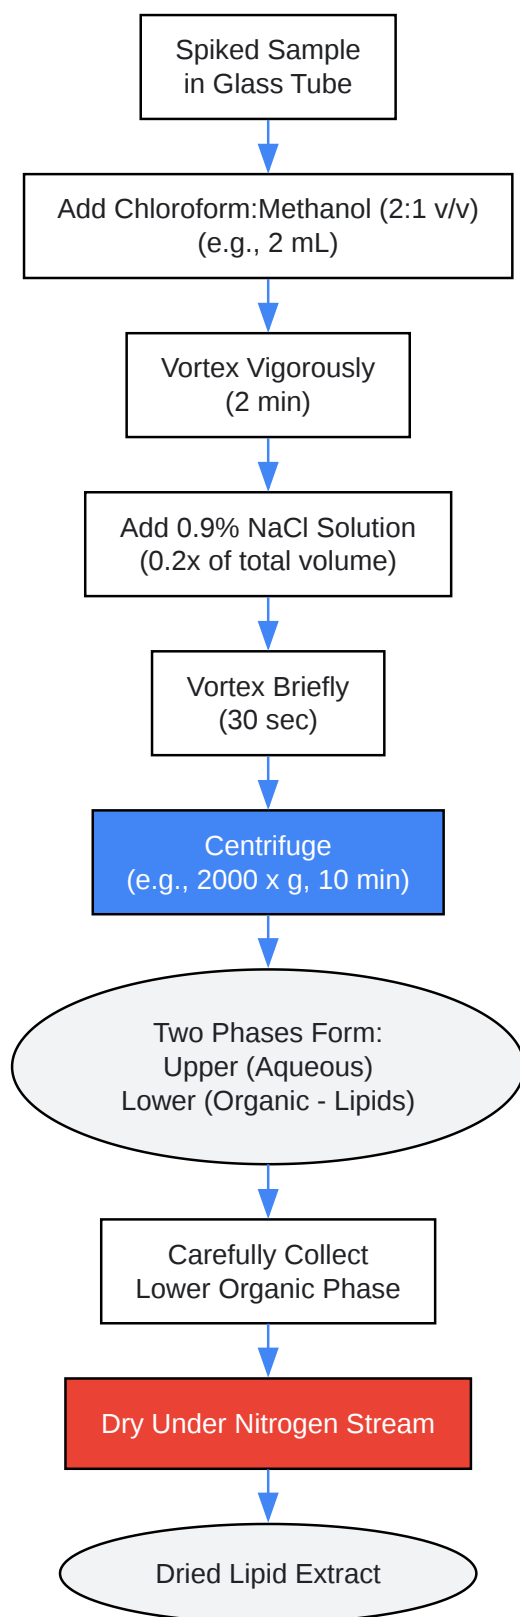 Spiked Sample
in Glass Tube
Add Chloroform:Methanol (2:1 v/v)
(e.g., 2 mL)
Vortex Vigorously
(2 min)
Add 0.9% NaCl Solution
(0.2x of total volume)
Vortex Briefly
(30 sec)
Centrifuge
(e.g., 2000 x g, 10 min)
Two Phases Form:
Upper (Aqueous)
Lower (Organic - Lipids)
Carefully Collect
Lower Organic Phase
Dry Under Nitrogen Stream
Dried Lipid Extract